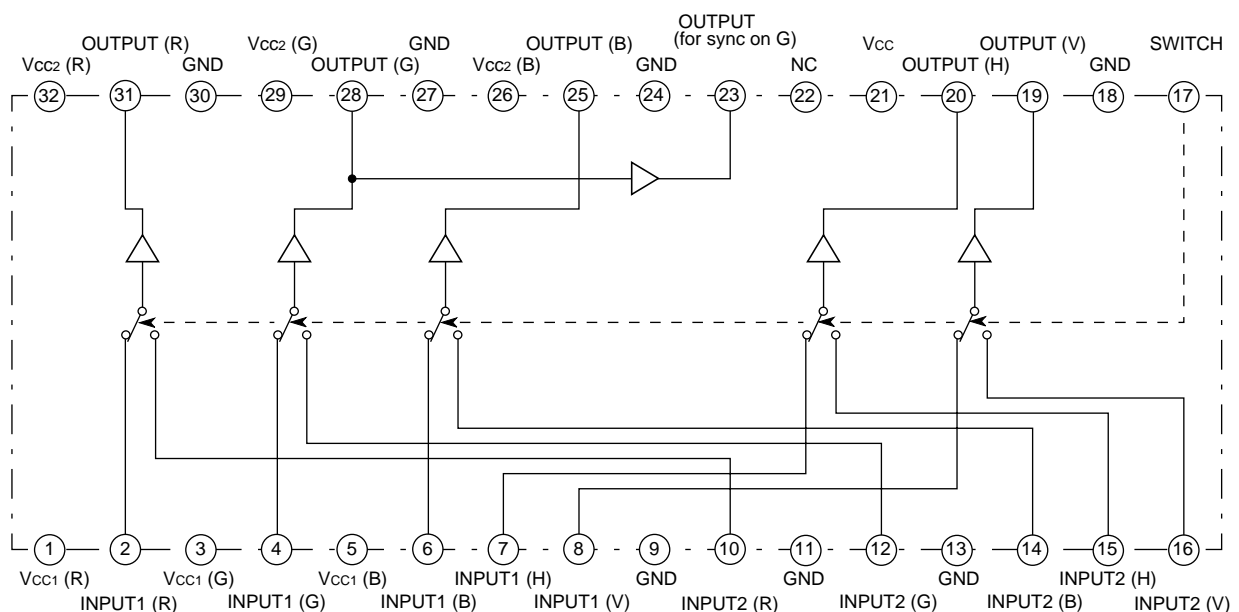 OUTPUT
(for sync on G)
OUTPUT (R)
VCC2 (G)
GND
OUTPUT (B)
VCC
OUTPUT (V)
SWITCH
VCC2 (R)
GND
OUTPUT (G)
VCC2 (B)
GND
NC
OUTPUT (H)
GND
32 31 30 29 28 27 26 25 24 23 22 21 20 19 18 17
1 2 3 4 5 6 7 8 9 10 11 12 13 14 15 16
VCC1 (R)
VCC1 (G)
VCC1 (B)
INPUT1 (H)
GND
GND
GND
INPUT2 (H)
INPUT1 (R)
INPUT1 (G)
INPUT1 (B)
INPUT1 (V)
INPUT2 (R)
INPUT2 (G)
INPUT2 (B)
INPUT2 (V)